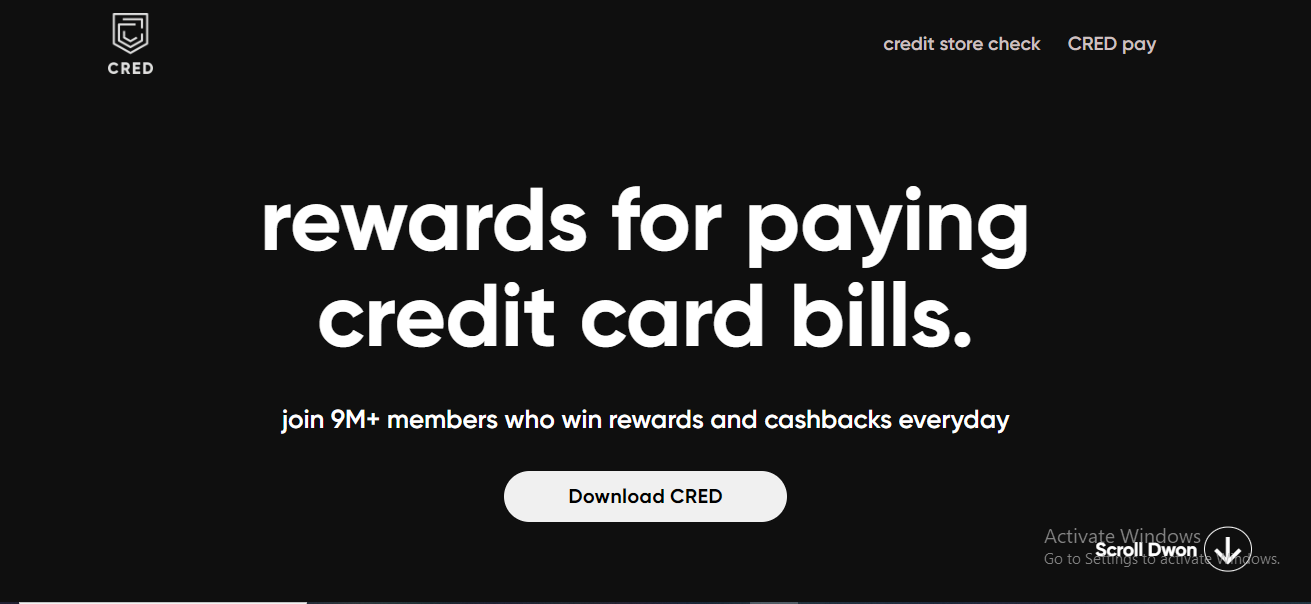 CRED
credit store check CRED pay
rewards for paying
credit card bills.
join 9M+ members who win rewards and cashbacks everyday
Download CRED
Activate Windows
Scroll Dwon
Go to Settings to activate Windows.